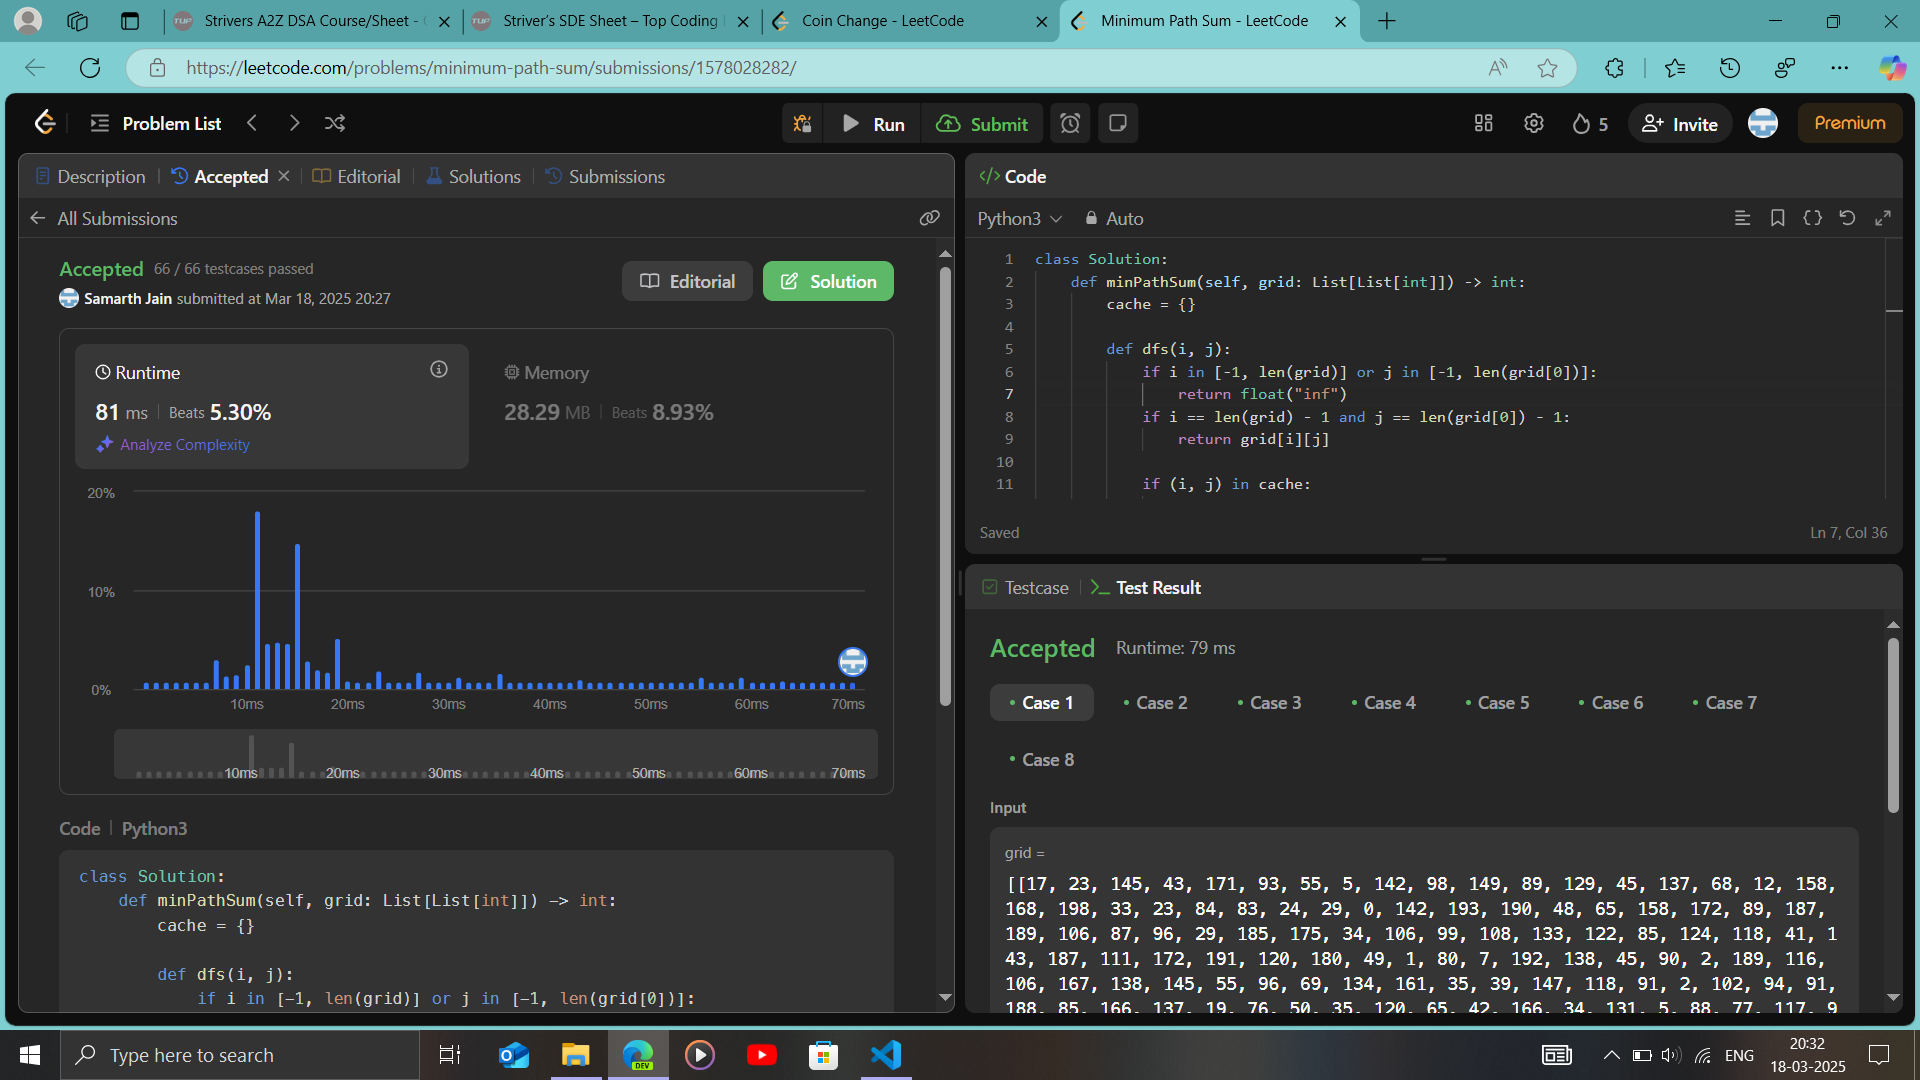 Strivers A2Z DSA Course/Sheet -
Striver's SDE Sheet – Top Coding
Coin Change - LeetCode
Minimum Path Sum - LeetCode
https://leetcode.com/problems/minimum-path-sum/submissions/1578028282/
Problem List
Run
Submit
5
Invite
Premium
Description
Accepted
Editorial
Solutions
Submissions
All Submissions
Accepted 66 / 66 testcases passed
Samarth Jain submitted at Mar 18, 2025 20:27
Editorial
Solution
Runtime
81 ms | Beats 5.30%
Analyze Complexity
Memory
28.29 MB | Beats 8.93%
20%
10%
0%
10ms 20ms 30ms 40ms 50ms 60ms 70ms
10ms 20ms 30ms 40ms 50ms 60ms 70ms
Code | Python3
class Solution:
    def minPathSum(self, grid: List[List[int]]) -> int:
        cache = {}
        def dfs(i, j):
            if i in [-1, len(grid)] or j in [-1, len(grid[0])]:
</> Code
Python3
Auto
1 class Solution:
2     def minPathSum(self, grid: List[List[int]]) -> int:
3         cache = {}
4
5         def dfs(i, j):
6             if i in [-1, len(grid)] or j in [-1, len(grid[0])]:
7                 return float("inf")
8             if i == len(grid) - 1 and j == len(grid[0]) - 1:
9                 return grid[i][j]
10
11             if (i, j) in cache:
Saved
Ln 7, Col 36
Testcase
Test Result
Accepted Runtime: 79 ms
Case 1 Case 2 Case 3 Case 4 Case 5 Case 6 Case 7
Case 8
Input
grid =
[[17, 23, 145, 43, 171, 93, 55, 5, 142, 98, 149, 89, 129, 45, 137, 68, 12, 158,
168, 198, 33, 23, 84, 83, 24, 29, 0, 142, 193, 190, 48, 65, 158, 172, 89, 187,
189, 106, 87, 96, 29, 185, 175, 34, 106, 99, 108, 133, 122, 85, 124, 118, 41, 1
43, 187, 111, 172, 191, 120, 180, 49, 1, 80, 7, 192, 138, 45, 90, 2, 189, 116,
106, 167, 138, 145, 55, 96, 69, 134, 161, 35, 39, 147, 118, 91, 2, 102, 94, 91,
188, 85, 166, 137, 19, 76, 50, 35, 120, 65, 42, 166, 34, 131, 5, 88, 77, 117, 9
Type here to search
DEV
ENG
20:32
18-03-2025